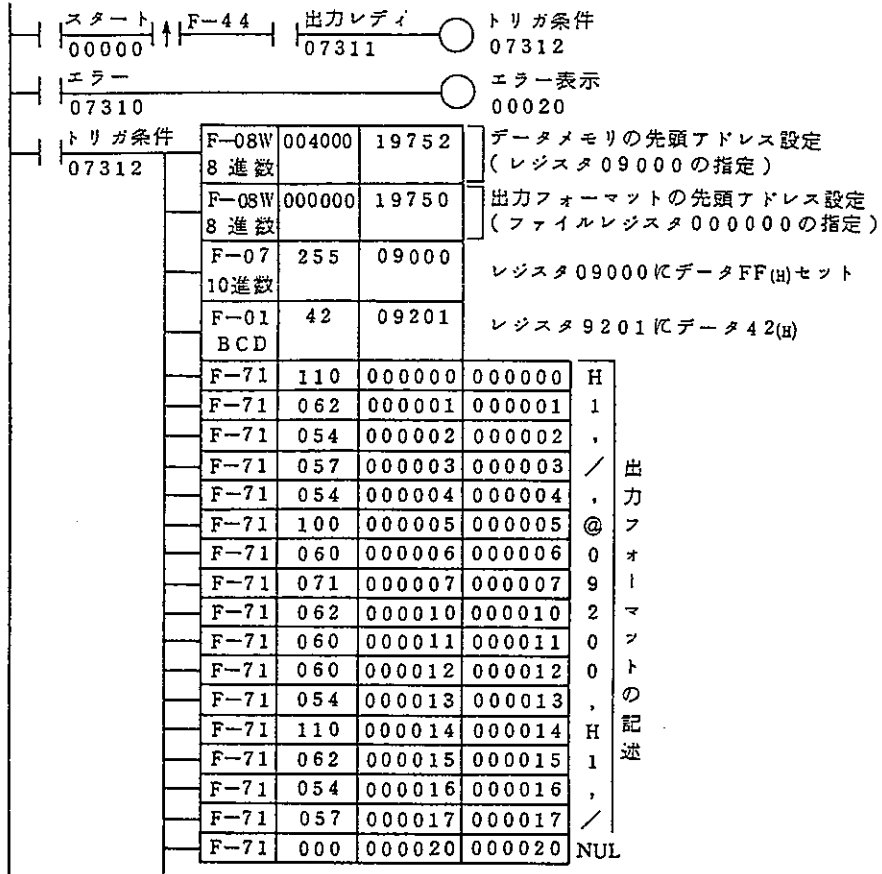 スタート F-44 出力レディ トリガ条件
00000 07311 07312
エラー エラー表示
07310 00020
トリガ条件
07312
F-08W 004000 19752 データメモリの先頭アドレス設定
8進数 (レジスタ09000の指定)
F-08W 000000 19750 出力フォーマットの先頭アドレス設定
8進数 (ファイルレジスタ000000の指定)
F-07 255 09000 レジスタ09000にデータFF(H)セット
10進数
F-01 42 09201 レジスタ9201にデータ42(H)
BCD
F-71 110 000000 000000 H
F-71 062 000001 000001 1
F-71 054 000002 000002 ,
F-71 057 000003 000003 /
F-71 054 000004 000004 ,
F-71 100 000005 000005 @
F-71 060 000006 000006 0
F-71 071 000007 000007 9
F-71 062 000010 000010 2
F-71 060 000011 000011 0
F-71 060 000012 000012 0
F-71 054 000013 000013 ,
F-71 110 000014 000014 H
F-71 062 000015 000015 1
F-71 054 000016 000016 ,
F-71 057 000017 000017 /
F-71 000 000020 000020 NUL
出力フォーマットの記述